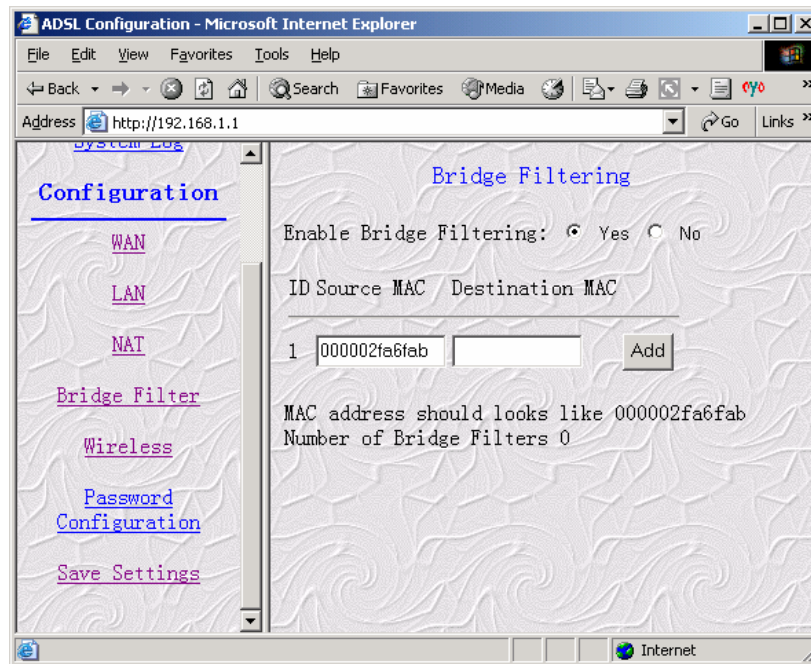 ADSL Configuration - Microsoft Internet Explorer
File Edit View Favorites Tools Help
Back Search Favorites Media
Address http://192.168.1.1 Go Links »
System Log
Configuration
WAN
LAN
NAT
Bridge Filter
Wireless
Password
Configuration
Save Settings
Bridge Filtering
Enable Bridge Filtering: Yes No
ID Source MAC Destination MAC
1 000002fa6fab Add
MAC address should looks like 000002fa6fab
Number of Bridge Filters 0
Internet